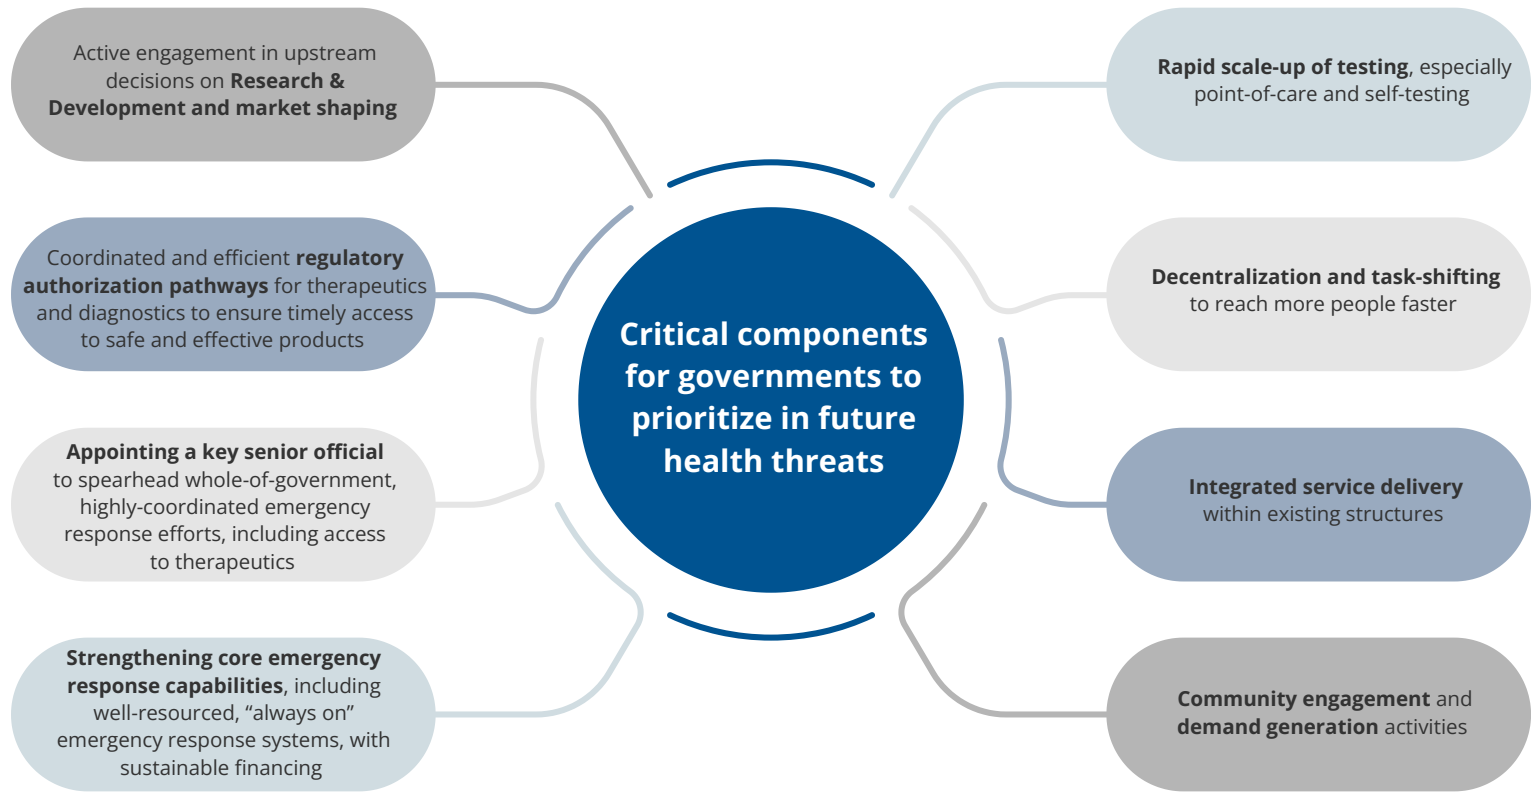 Active engagement in upstream
decisions on Research &
Development and market shaping
Coordinated and efficient regulatory
authorization pathways for therapeutics
and diagnostics to ensure timely access
to safe and effective products
Appointing a key senior official
to spearhead whole-of-government,
highly-coordinated emergency
response efforts, including access
to therapeutics
Strengthening core emergency
response capabilities, including
well-resourced, “always on”
emergency response systems, with
sustainable financing
Critical components
for governments to
prioritize in future
health threats
Rapid scale-up of testing, especially
point-of-care and self-testing
Decentralization and task-shifting
to reach more people faster
Integrated service delivery
within existing structures
Community engagement and
demand generation activities